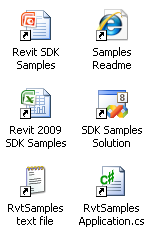 Revit SDK
Samples
Samples
Readme
Revit 2009
SDK Samples
SDK Samples
Solution
RvtSamples
text file
RvtSamples
Application.cs